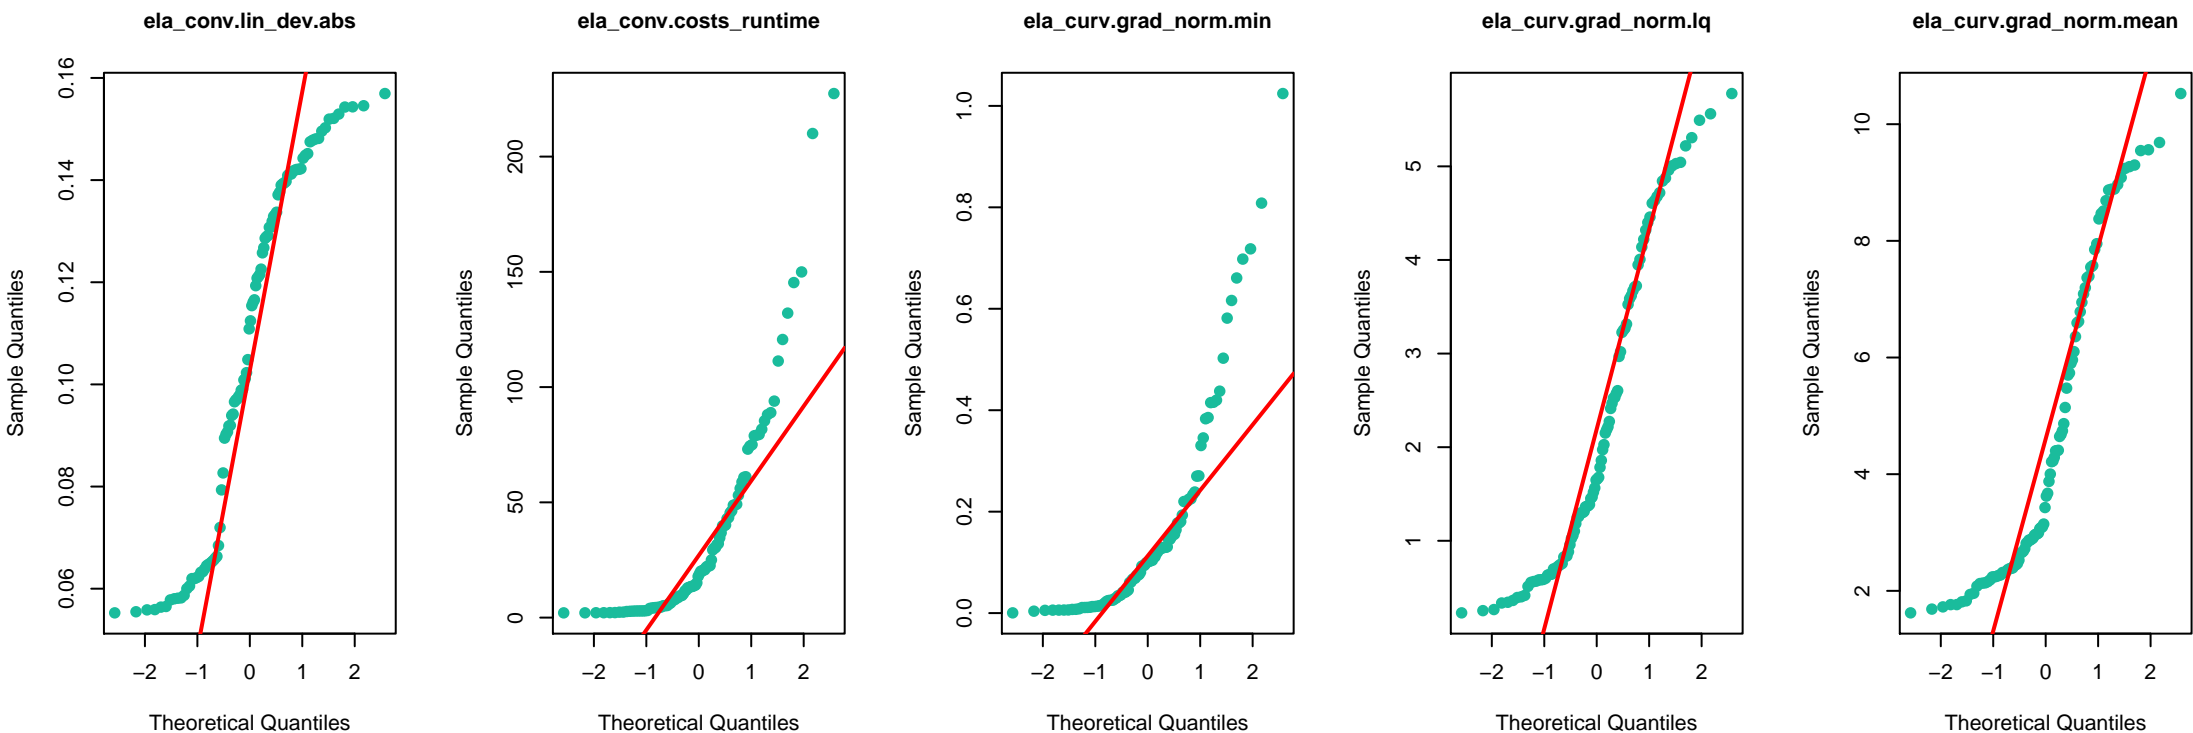 ela_conv.lin_dev.abs
0.16
0.14
0.12
0.10
0.08
0.06
Sample Quantiles
−2 −1 0 1 2
Theoretical Quantiles
ela_conv.costs_runtime
200
150
100
50
0
Sample Quantiles
−2 −1 0 1 2
Theoretical Quantiles
ela_curv.grad_norm.min
1.0
0.8
0.6
0.4
0.2
0.0
Sample Quantiles
−2 −1 0 1 2
Theoretical Quantiles
ela_curv.grad_norm.lq
5
4
3
2
1
Sample Quantiles
−2 −1 0 1 2
Theoretical Quantiles
ela_curv.grad_norm.mean
10
8
6
4
2
Sample Quantiles
−2 −1 0 1 2
Theoretical Quantiles